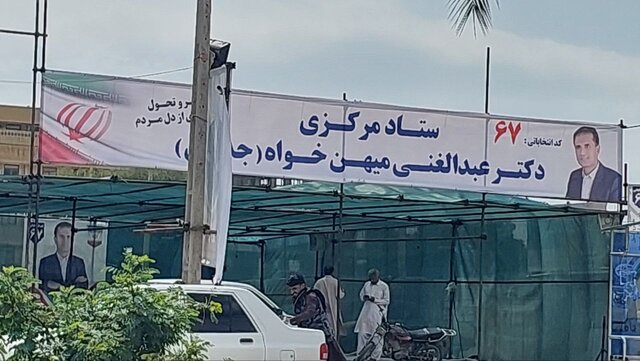 و تحول
از دل مردم
ستاد مرکزی
دکتر عبدالغنی میهن خواه (
کد انتخاباتی: ۶۷